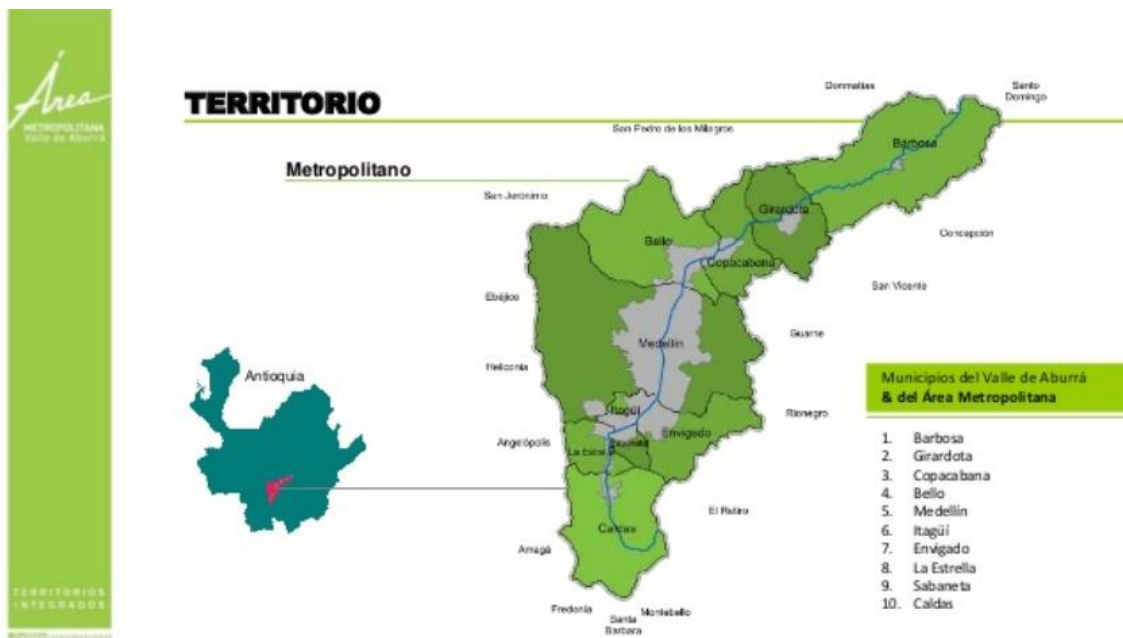 Área
METROPOLITANA
Valle de Aburrá
TERRITORIO
Metropolitano
Donmatías
Santo
Domingo
San Pedro de los Milagros
Barbosa
San Jerónimo
Girardota
Bello
Concepción
Copacabana
San Vicente
Ebéjico
Guarne
Medellín
Heliconia
Antioquia
Municipios del Valle de Aburrá
& del Área Metropolitana
Itagüí
Rionegro
Envigado
Angelópolis
La Estrella
1. Barbosa
2. Girardota
3. Copacabana
4. Bello
5. Medellín
6. Itagüí
7. Envigado
8. La Estrella
9. Sabaneta
10. Caldas
El Retiro
Caldas
Amagá
Fredonia
Montebello
Santa
Barbara
TERRITORIOS
INTEGRADOS